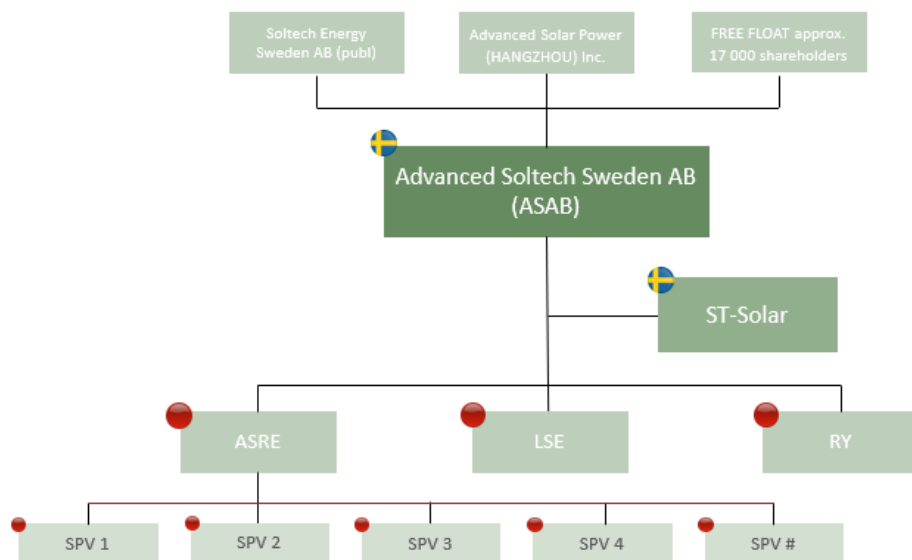 Soltech Energy
Sweden AB (publ)
Advanced Solar Power
(HANGZHOU) Inc.
FREE FLOAT approx.
17 000 shareholders
Advanced Soltech Sweden AB
(ASAB)
ST-Solar
ASRE
LSE
RY
SPV 1
SPV 2
SPV 3
SPV 4
SPV #